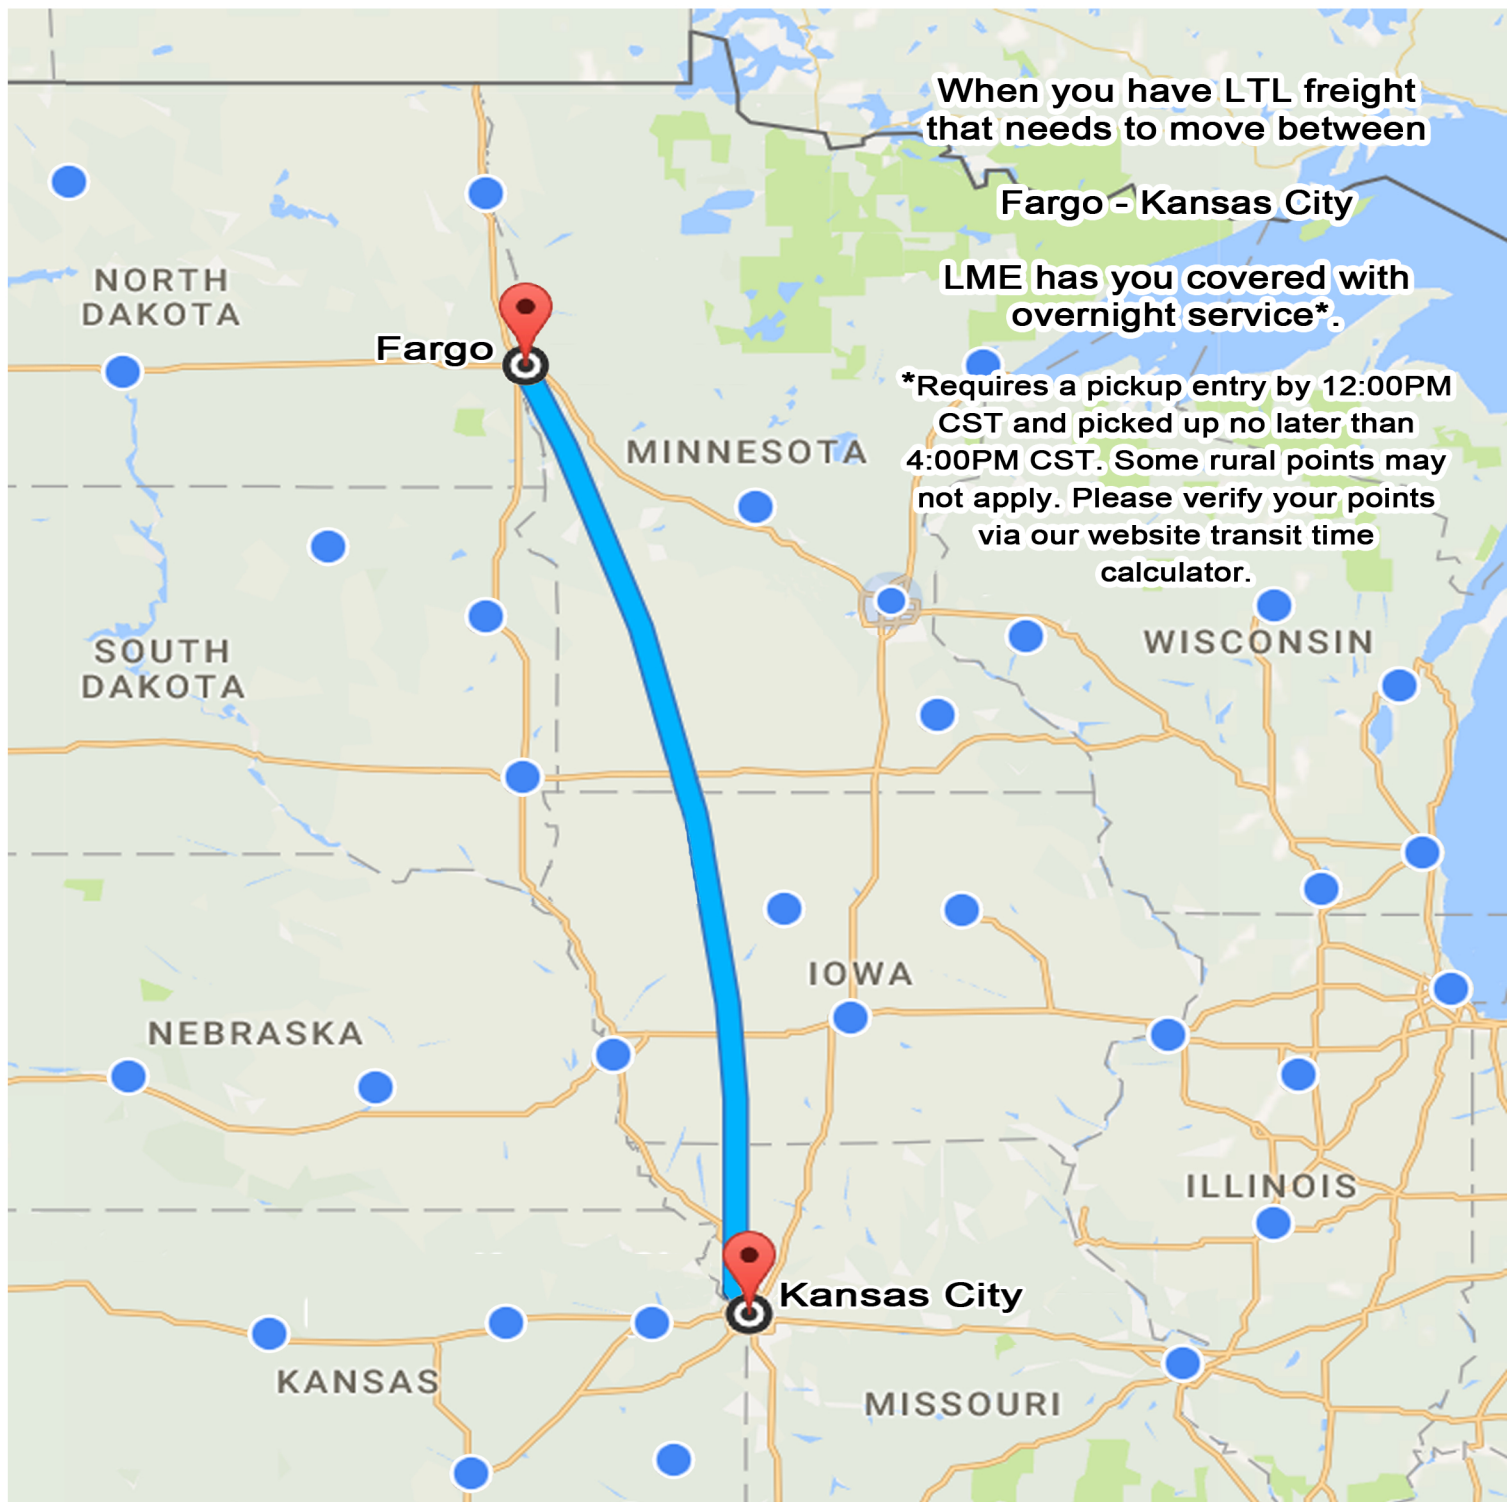 When you have LTL freight
that needs to move between
Fargo - Kansas City
LME has you covered with
overnight service*.
*Requires a pickup entry by 12:00PM
CST and picked up no later than
4:00PM CST. Some rural points may
not apply. Please verify your points
via our website transit time
calculator.
NORTH
DAKOTA
Fargo
MINNESOTA
SOUTH
DAKOTA
WISCONSIN
IOWA
NEBRASKA
ILLINOIS
Kansas City
KANSAS
MISSOURI